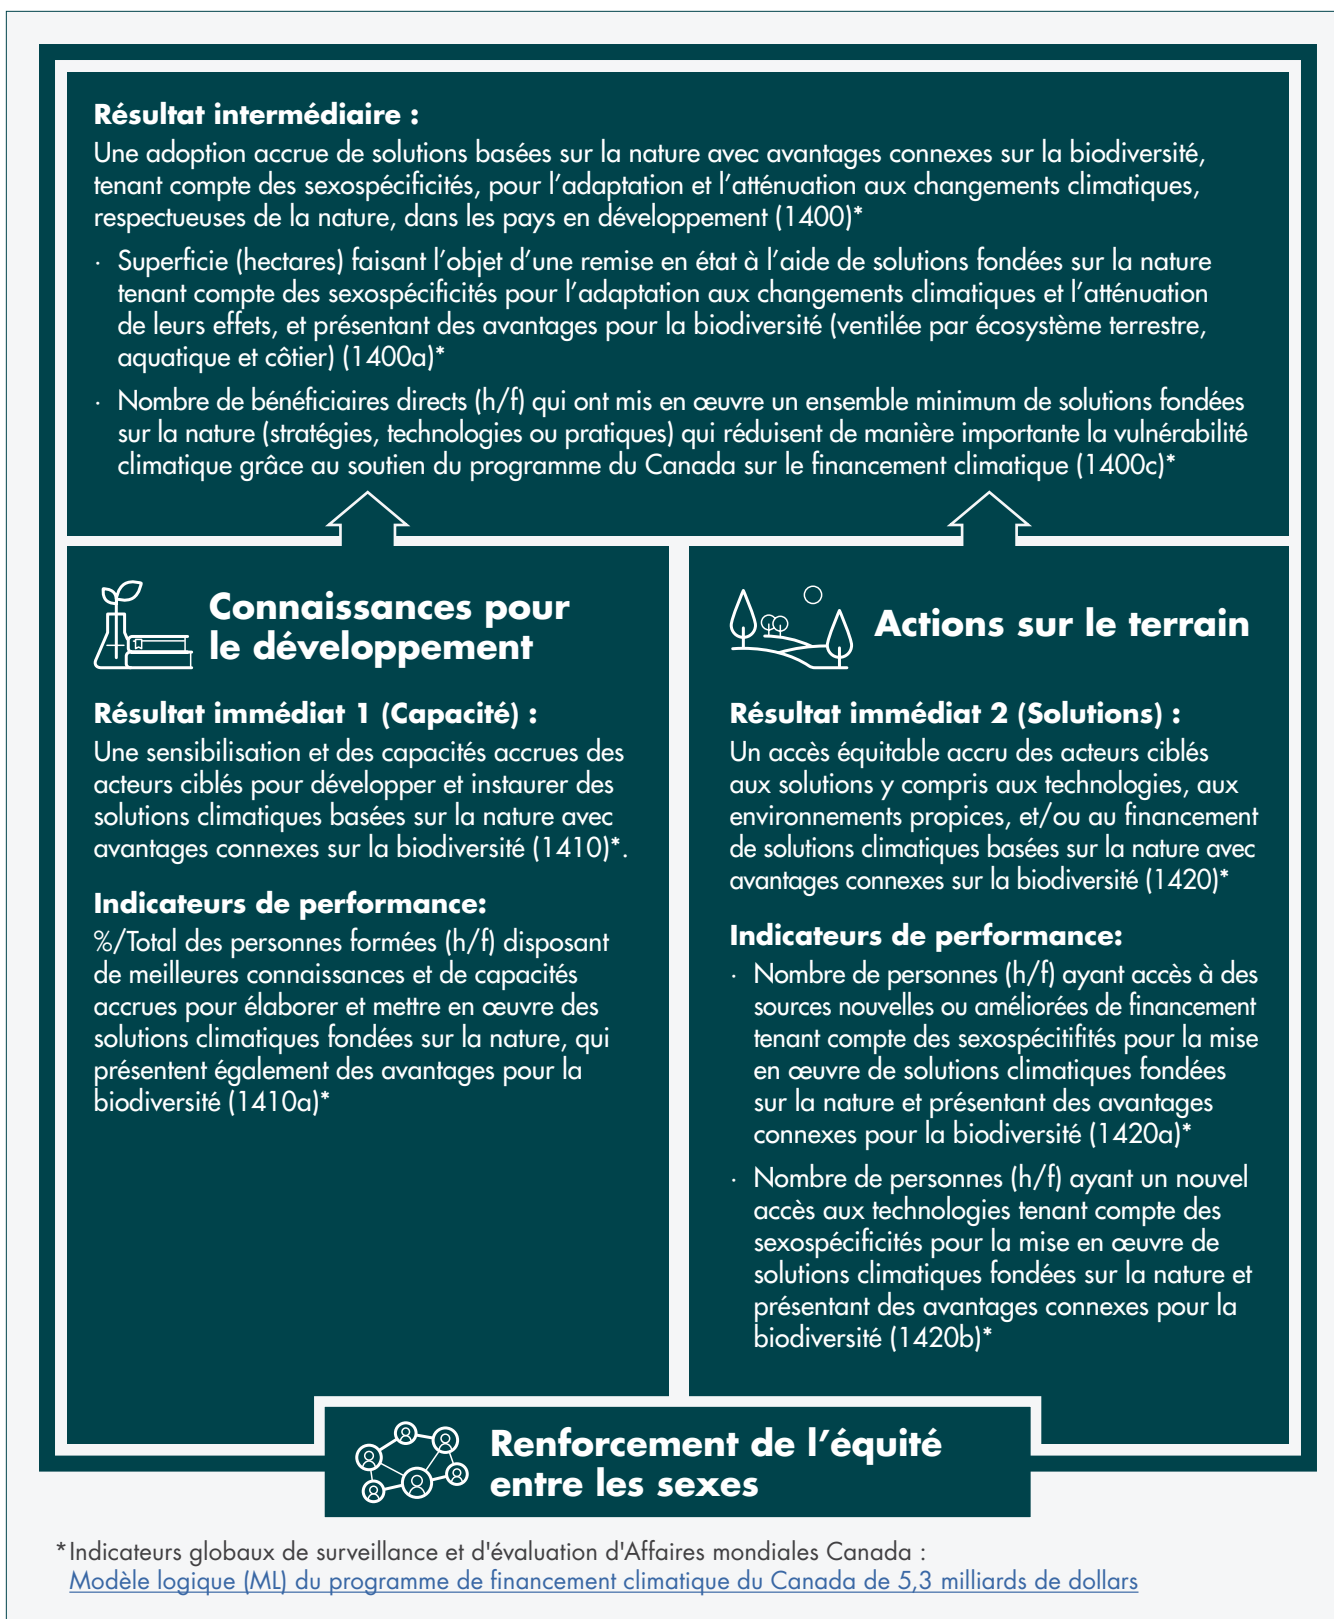 Résultat intermédiaire :
Une adoption accrue de solutions basées sur la nature avec avantages connexes sur la biodiversité,
tenant compte des sexospécificités, pour l’adaptation et l’atténuation aux changements climatiques,
respectueuses de la nature, dans les pays en développement (1400)*
· Superficie (hectares) faisant l’objet d’une remise en état à l’aide de solutions fondées sur la nature
tenant compte des sexospécificités pour l’adaptation aux changements climatiques et l’atténuation
de leurs effets, et présentant des avantages pour la biodiversité (ventilée par écosystème terrestre,
aquatique et côtier) (1400a)*
· Nombre de bénéficiaires directs (h/f) qui ont mis en œuvre un ensemble minimum de solutions fondées
sur la nature (stratégies, technologies ou pratiques) qui réduisent de manière importante la vulnérabilité
climatique grâce au soutien du programme du Canada sur le financement climatique (1400c)*
Connaissances pour
le développement
Résultat immédiat 1 (Capacité) :
Une sensibilisation et des capacités accrues des
acteurs ciblés pour développer et instaurer des
solutions climatiques basées sur la nature avec
avantages connexes sur la biodiversité (1410)*.
Indicateurs de performance:
%/Total des personnes formées (h/f) disposant
de meilleures connaissances et de capacités
accrues pour élaborer et mettre en œuvre des
solutions climatiques fondées sur la nature, qui
présentent également des avantages pour la
biodiversité (1410a)*
Actions sur le terrain
Résultat immédiat 2 (Solutions) :
Un accès équitable accru des acteurs ciblés
aux solutions y compris aux technologies, aux
environnements propices, et/ou au financement
de solutions climatiques basées sur la nature avec
avantages connexes sur la biodiversité (1420)*
Indicateurs de performance:
· Nombre de personnes (h/f) ayant accès à des
sources nouvelles ou améliorées de financement
tenant compte des sexospécitifités pour la mise
en œuvre de solutions climatiques fondées
sur la nature et présentant des avantages
connexes pour la biodiversité (1420a)*
· Nombre de personnes (h/f) ayant un nouvel
accès aux technologies tenant compte des
sexospécificités pour la mise en œuvre de
solutions climatiques fondées sur la nature et
présentant des avantages connexes pour la
biodiversité (1420b)*
Renforcement de l’équité
entre les sexes
*Indicateurs globaux de surveillance et d'évaluation d'Affaires mondiales Canada :
Modèle logique (ML) du programme de financement climatique du Canada de 5,3 milliards de dollars